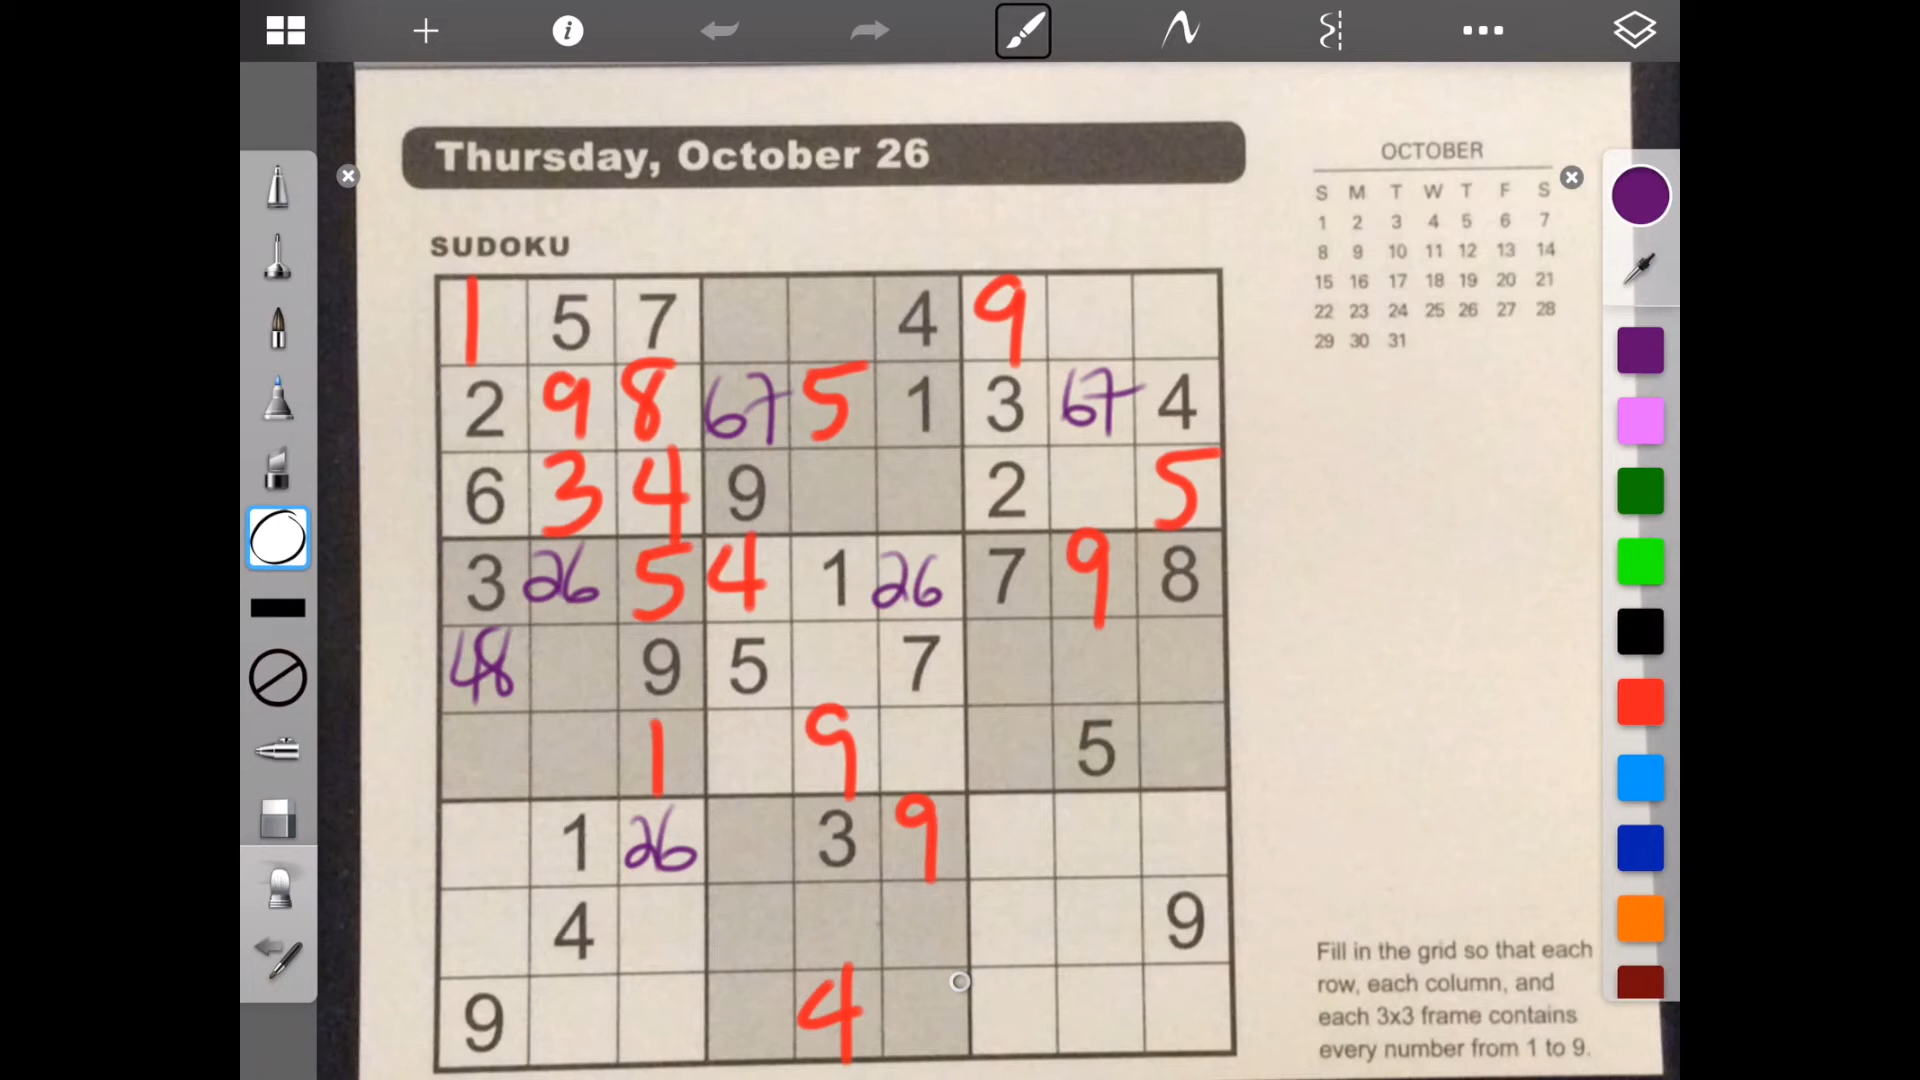 Thursday, October 26
SUDOKU
1 5 7 4 9
2 9 8 67 5 1 3 67 4
6 3 4 9 2 5
3 26 5 4 1 26 7 9 8
48 9 5 7
1 9 5
1 26 3 9
4 9
9 4
OCTOBER
S M T W T F S
1 2 3 4 5 6 7
8 9 10 11 12 13 14
15 16 17 18 19 20 21
22 23 24 25 26 27 28
29 30 31
Fill in the grid so that each
row, each column, and
each 3x3 frame contains
every number from 1 to 9.